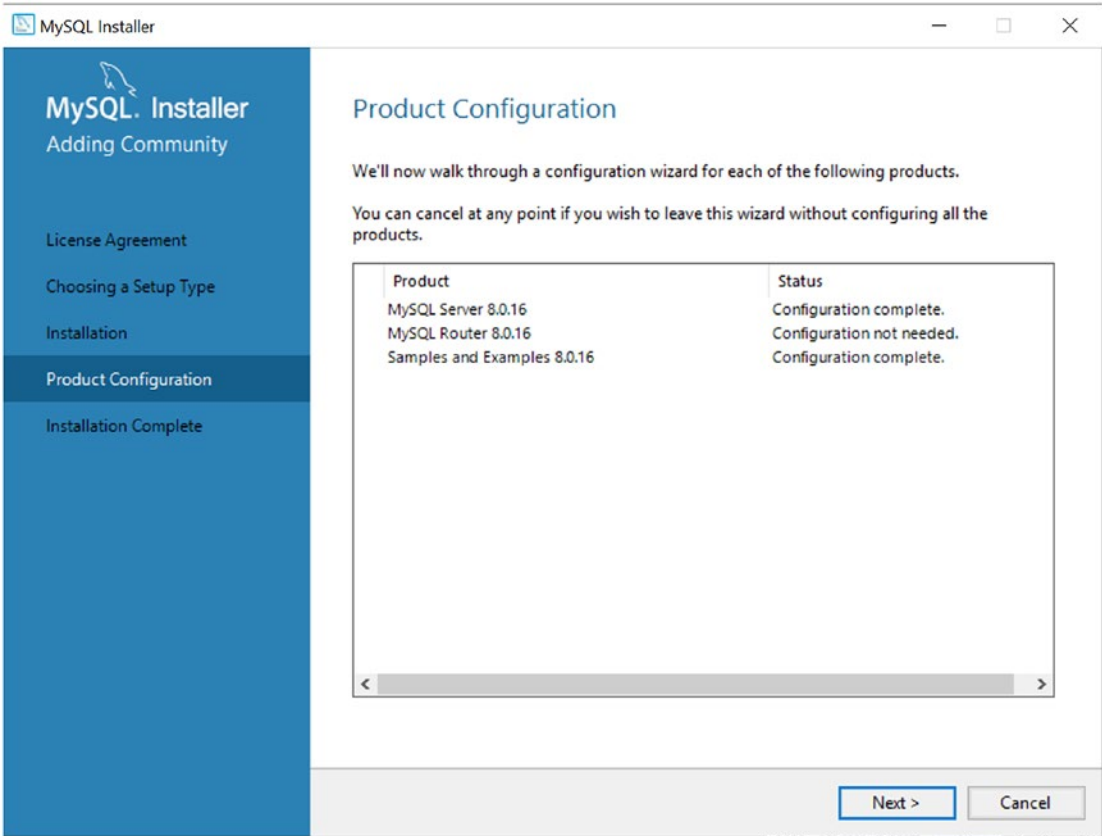 MySQL Installer
MySQL. Installer
Adding Community
License Agreement
Choosing a Setup Type
Installation
Product Configuration
Installation Complete
Product Configuration
We'll now walk through a configuration wizard for each of the following products.
You can cancel at any point if you wish to leave this wizard without configuring all the
products.
Product Status
MySQL Server 8.0.16 Configuration complete.
MySQL Router 8.0.16 Configuration not needed.
Samples and Examples 8.0.16 Configuration complete.
Next > Cancel